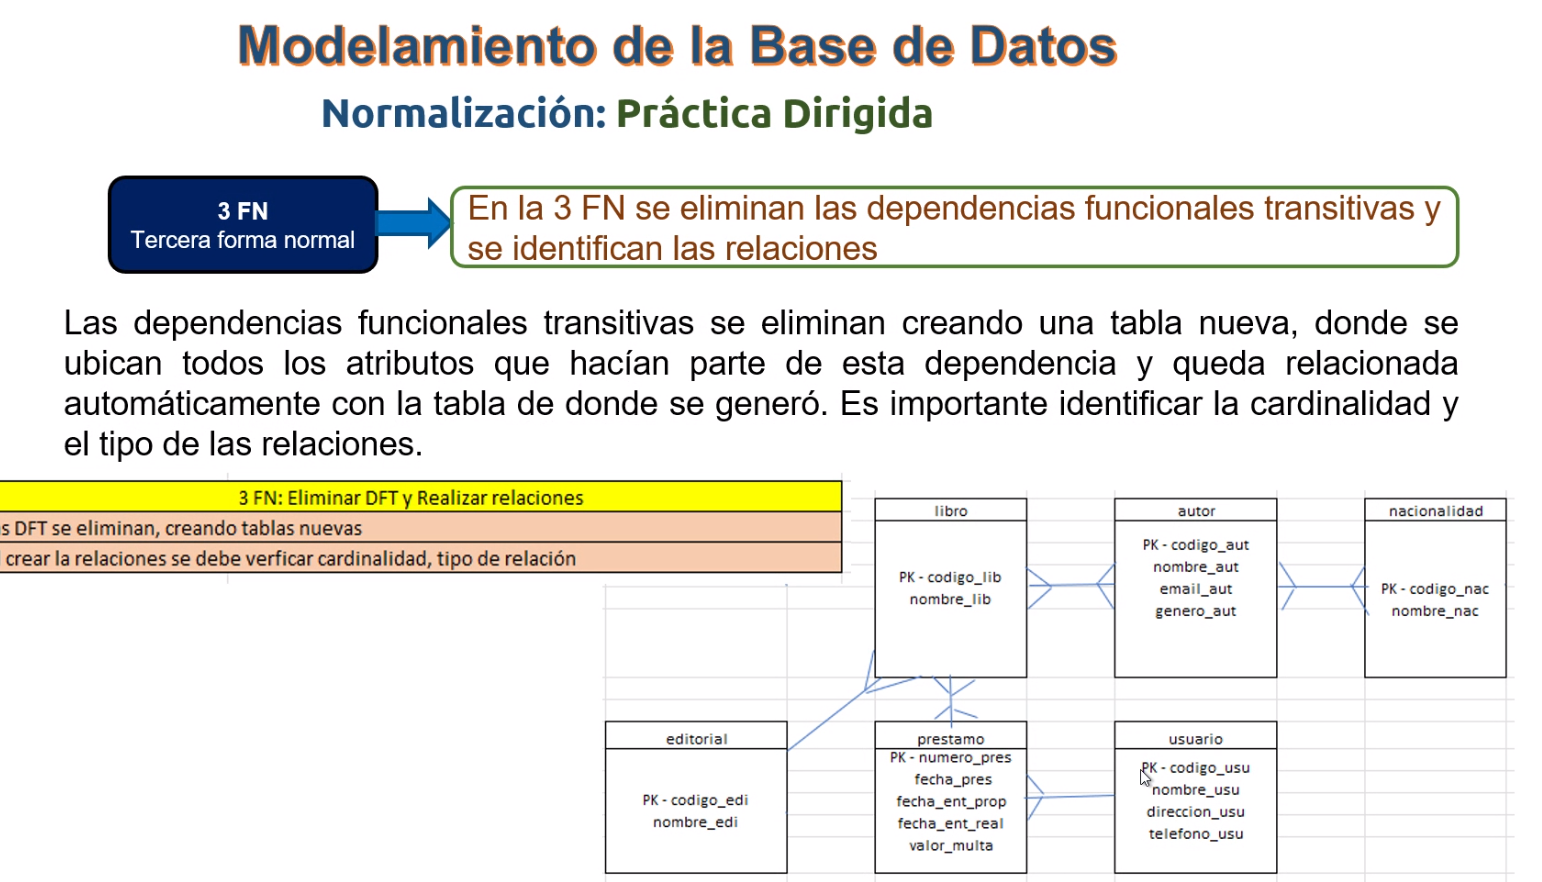 Modelamiento de la Base de Datos
Normalización: Práctica Dirigida
3 FN
Tercera forma normal
En la 3 FN se eliminan las dependencias funcionales transitivas y
se identifican las relaciones
Las dependencias funcionales transitivas se eliminan creando una tabla nueva, donde se
ubican todos los atributos que hacían parte de esta dependencia y queda relacionada
automáticamente con la tabla de donde se generó. Es importante identificar la cardinalidad y
el tipo de las relaciones.
3 FN: Eliminar DFT y Realizar relaciones
s DFT se eliminan, creando tablas nuevas
crear la relaciones se debe verficar cardinalidad, tipo de relación
libro
PK - codigo_lib
nombre_lib
autor
PK - codigo_aut
nombre_aut
email_aut
genero_aut
nacionalidad
PK - codigo_nac
nombre_nac
editorial
PK - codigo_edi
nombre_edi
prestamo
PK - numero_pres
fecha_pres
fecha_ent_prop
fecha_ent_real
valor_multa
usuario
PK - codigo_usu
nombre_usu
direccion_usu
telefono_usu